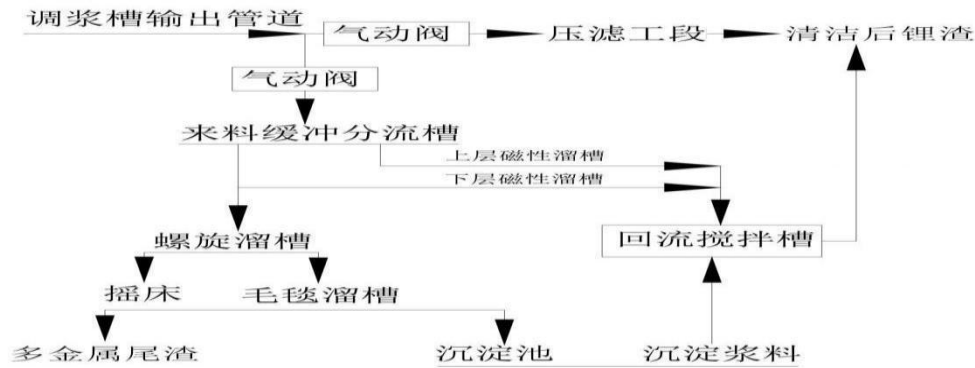 调浆槽输出管道
气动阀
压滤工段
清洁后锂渣
气动阀
来料缓冲分流槽
上层磁性溜槽
下层磁性溜槽
螺旋溜槽
回流搅拌槽
摇床
毛毯溜槽
多金属尾渣
沉淀池
沉淀浆料